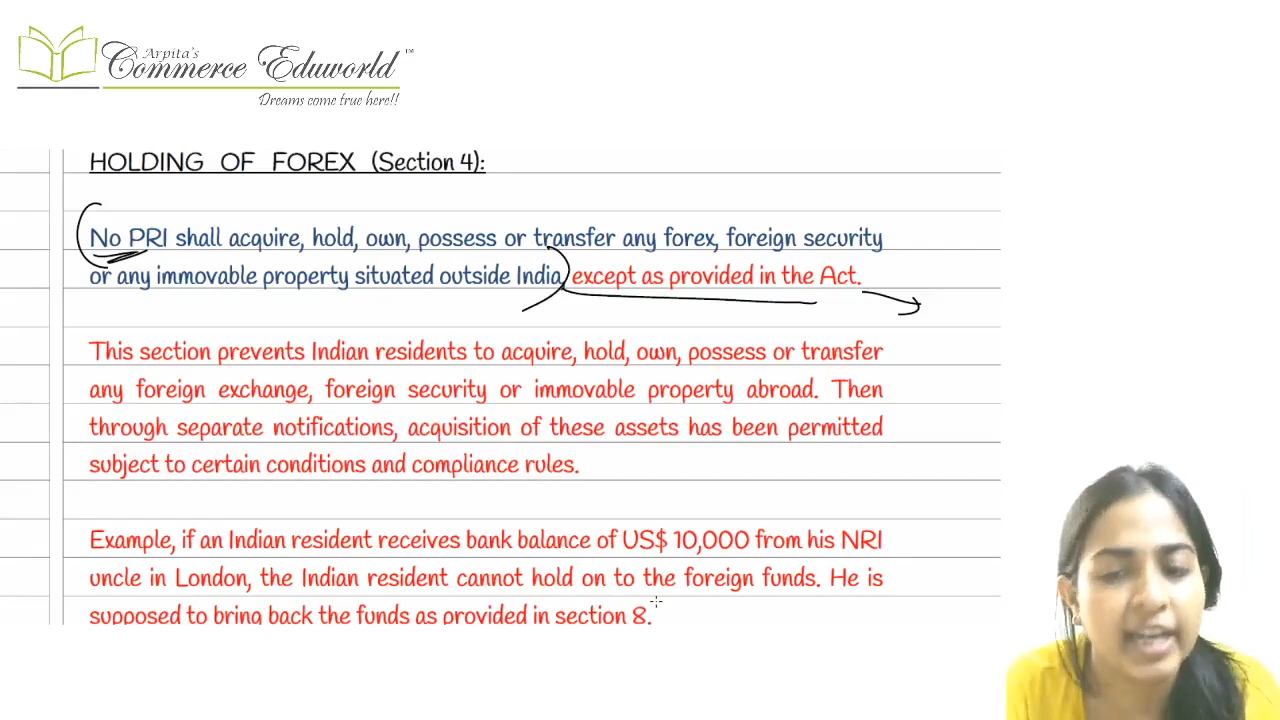 Arpita's
Commerce Eduworld™
Dreams come true here!!
HOLDING OF FOREX (Section 4):
No PRI shall acquire, hold, own, possess or transfer any forex, foreign security
or any immovable property situated outside India, except as provided in the Act.
This section prevents Indian residents to acquire, hold, own, possess or transfer
any foreign exchange, foreign security or immovable property abroad. Then
through separate notifications, acquisition of these assets has been permitted
subject to certain conditions and compliance rules.
Example, if an Indian resident receives bank balance of US$ 10,000 from his NRI
uncle in London, the Indian resident cannot hold on to the foreign funds. He is
supposed to bring back the funds as provided in section 8.